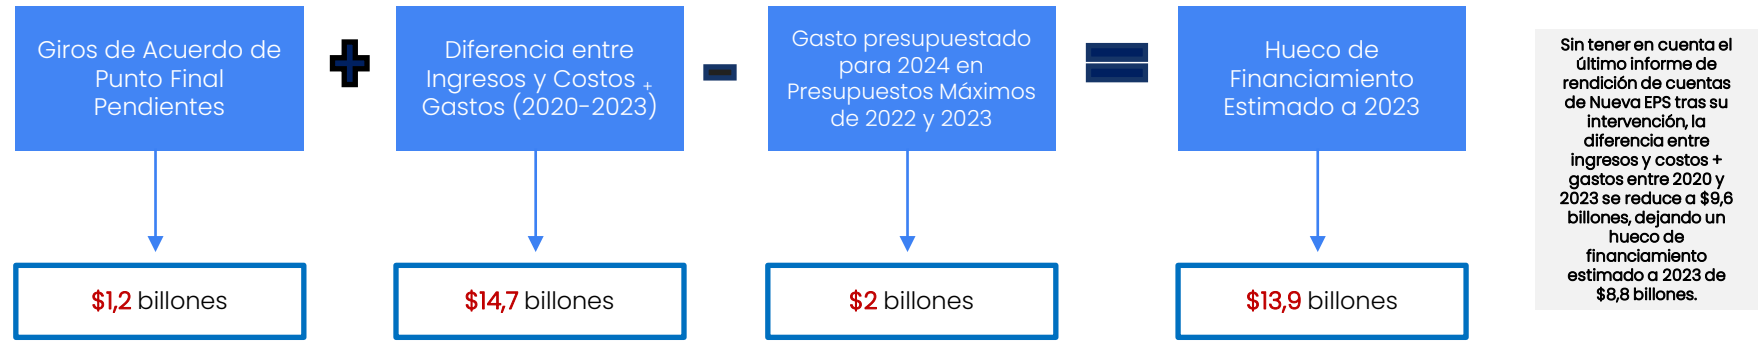 Giros de Acuerdo de
Punto Final
Pendientes
+
Diferencia entre
Ingresos y Costos +
Gastos (2020-2023)
-
Gasto presupuestado
para 2024 en
Presupuestos Máximos
de 2022 y 2023
=
Hueco de
Financiamiento
Estimado a 2023
$1,2 billones
$14,7 billones
$2 billones
$13,9 billones
Sin tener en cuenta el
último informe de
rendición de cuentas
de Nueva EPS tras su
intervención, la
diferencia entre
ingresos y costos +
gastos entre 2020 y
2023 se reduce a $9,6
billones, dejando un
hueco de
financiamiento
estimado a 2023 de
$8,8 billones.